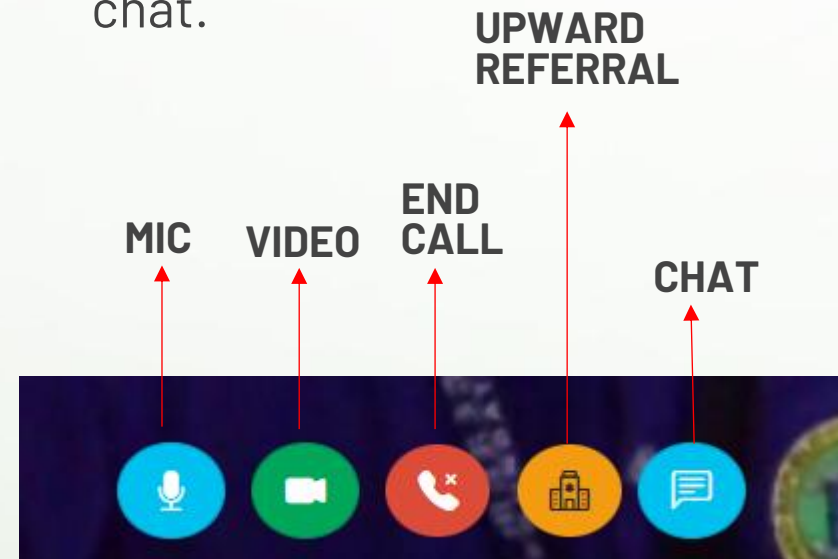 chat.
UPWARD
REFERRAL
END
CALL
MIC
VIDEO
CHAT